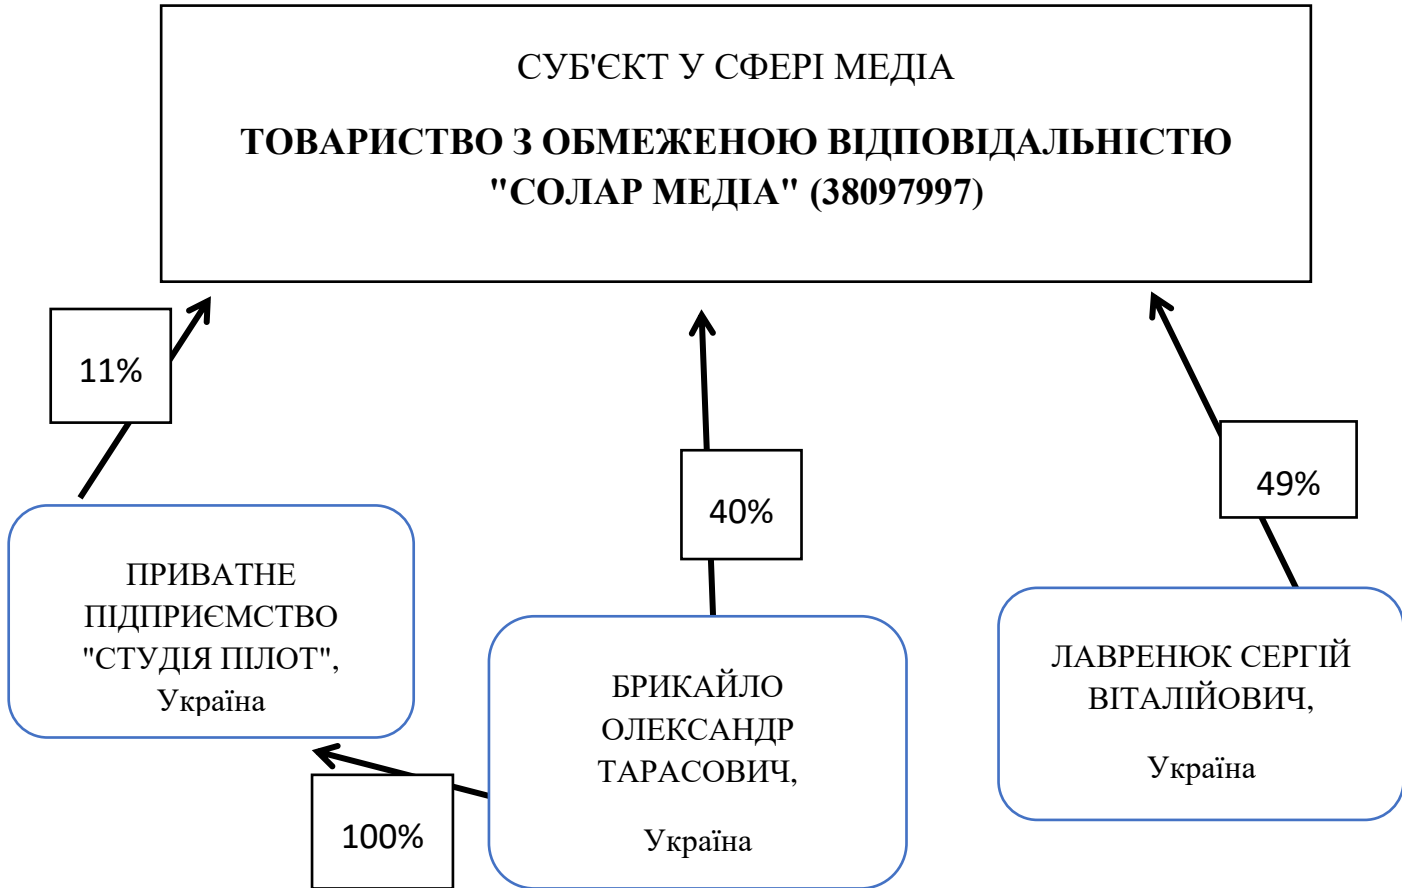 СУБ'ЄКТ У СФЕРІ МЕДІА
ТОВАРИСТВО З ОБМЕЖЕНОЮ ВІДПОВІДАЛЬНІСТЮ
"СОЛАР МЕДІА" (38097997)
11%
40%
49%
ПРИВАТНЕ
ПІДПРИЄМСТВО
"СТУДІЯ ПІЛОТ",
Україна
БРИКАЙЛО
ОЛЕКСАНДР
ТАРАСОВИЧ,
Україна
ЛАВРЕНЮК СЕРГІЙ
ВІТАЛІЙОВИЧ,
Україна
100%